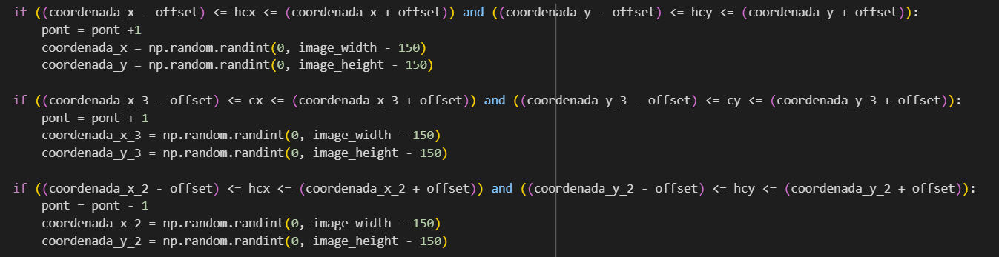 if ((coordenada_x - offset) <= hcx <= (coordenada_x + offset)) and ((coordenada_y - offset) <= hcy <= (coordenada_y + offset)):
    pont = pont +1
    coordenada_x = np.random.randint(0, image_width - 150)
    coordenada_y = np.random.randint(0, image_height - 150)

if ((coordenada_x_3 - offset) <= cx <= (coordenada_x_3 + offset)) and ((coordenada_y_3 - offset) <= cy <= (coordenada_y_3 + offset)):
    pont = pont + 1
    coordenada_x_3 = np.random.randint(0, image_width - 150)
    coordenada_y_3 = np.random.randint(0, image_height - 150)

if ((coordenada_x_2 - offset) <= hcx <= (coordenada_x_2 + offset)) and ((coordenada_y_2 - offset) <= hcy <= (coordenada_y_2 + offset)):
    pont = pont - 1
    coordenada_x_2 = np.random.randint(0, image_width - 150)
    coordenada_y_2 = np.random.randint(0, image_height - 150)